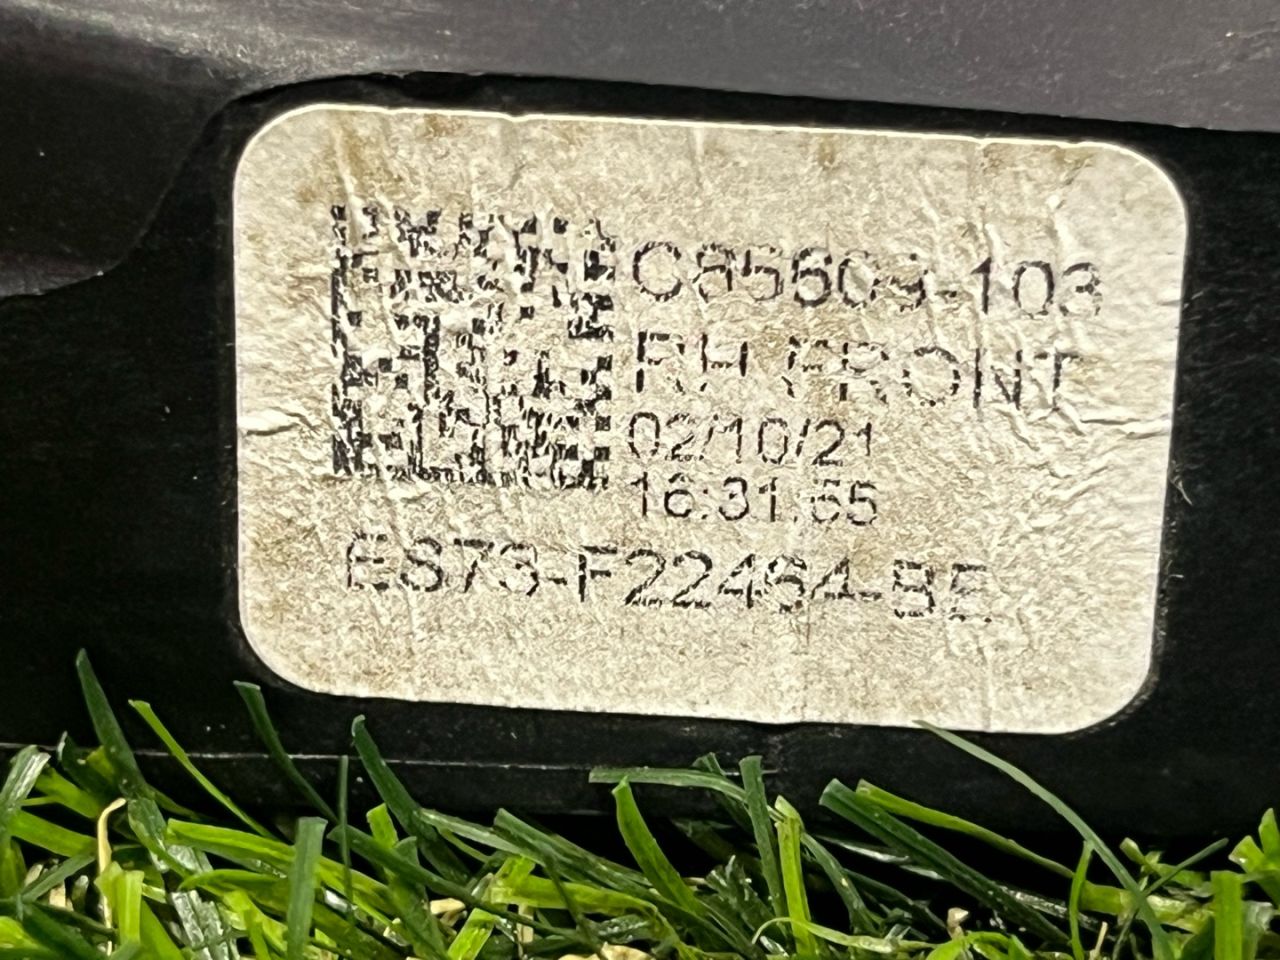 C85609-103
RH FRONT
02/10/21
16:31:55
ES73-F22464-BE